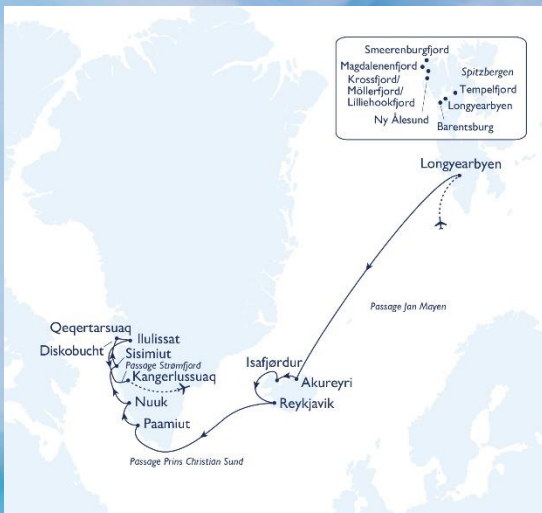 Smeerenburgfjord
Magdalenenfjord
Spitzbergen
Krossfjord/
Möllerfjord/
Lilliehookfjord
Tempelfjord
Longyearbyen
Ny Ålesund
Barentsburg
Longyearbyen
Passage Jan Mayen
Qeqertarsuaq
Ilulissat
Diskobucht
Sisimiut
Passage Strømfjord
Kangerlussuaq
Nuuk
Paamiut
Isafjørdur
Akureyri
Reykjavik
Passage Prins Christian Sund